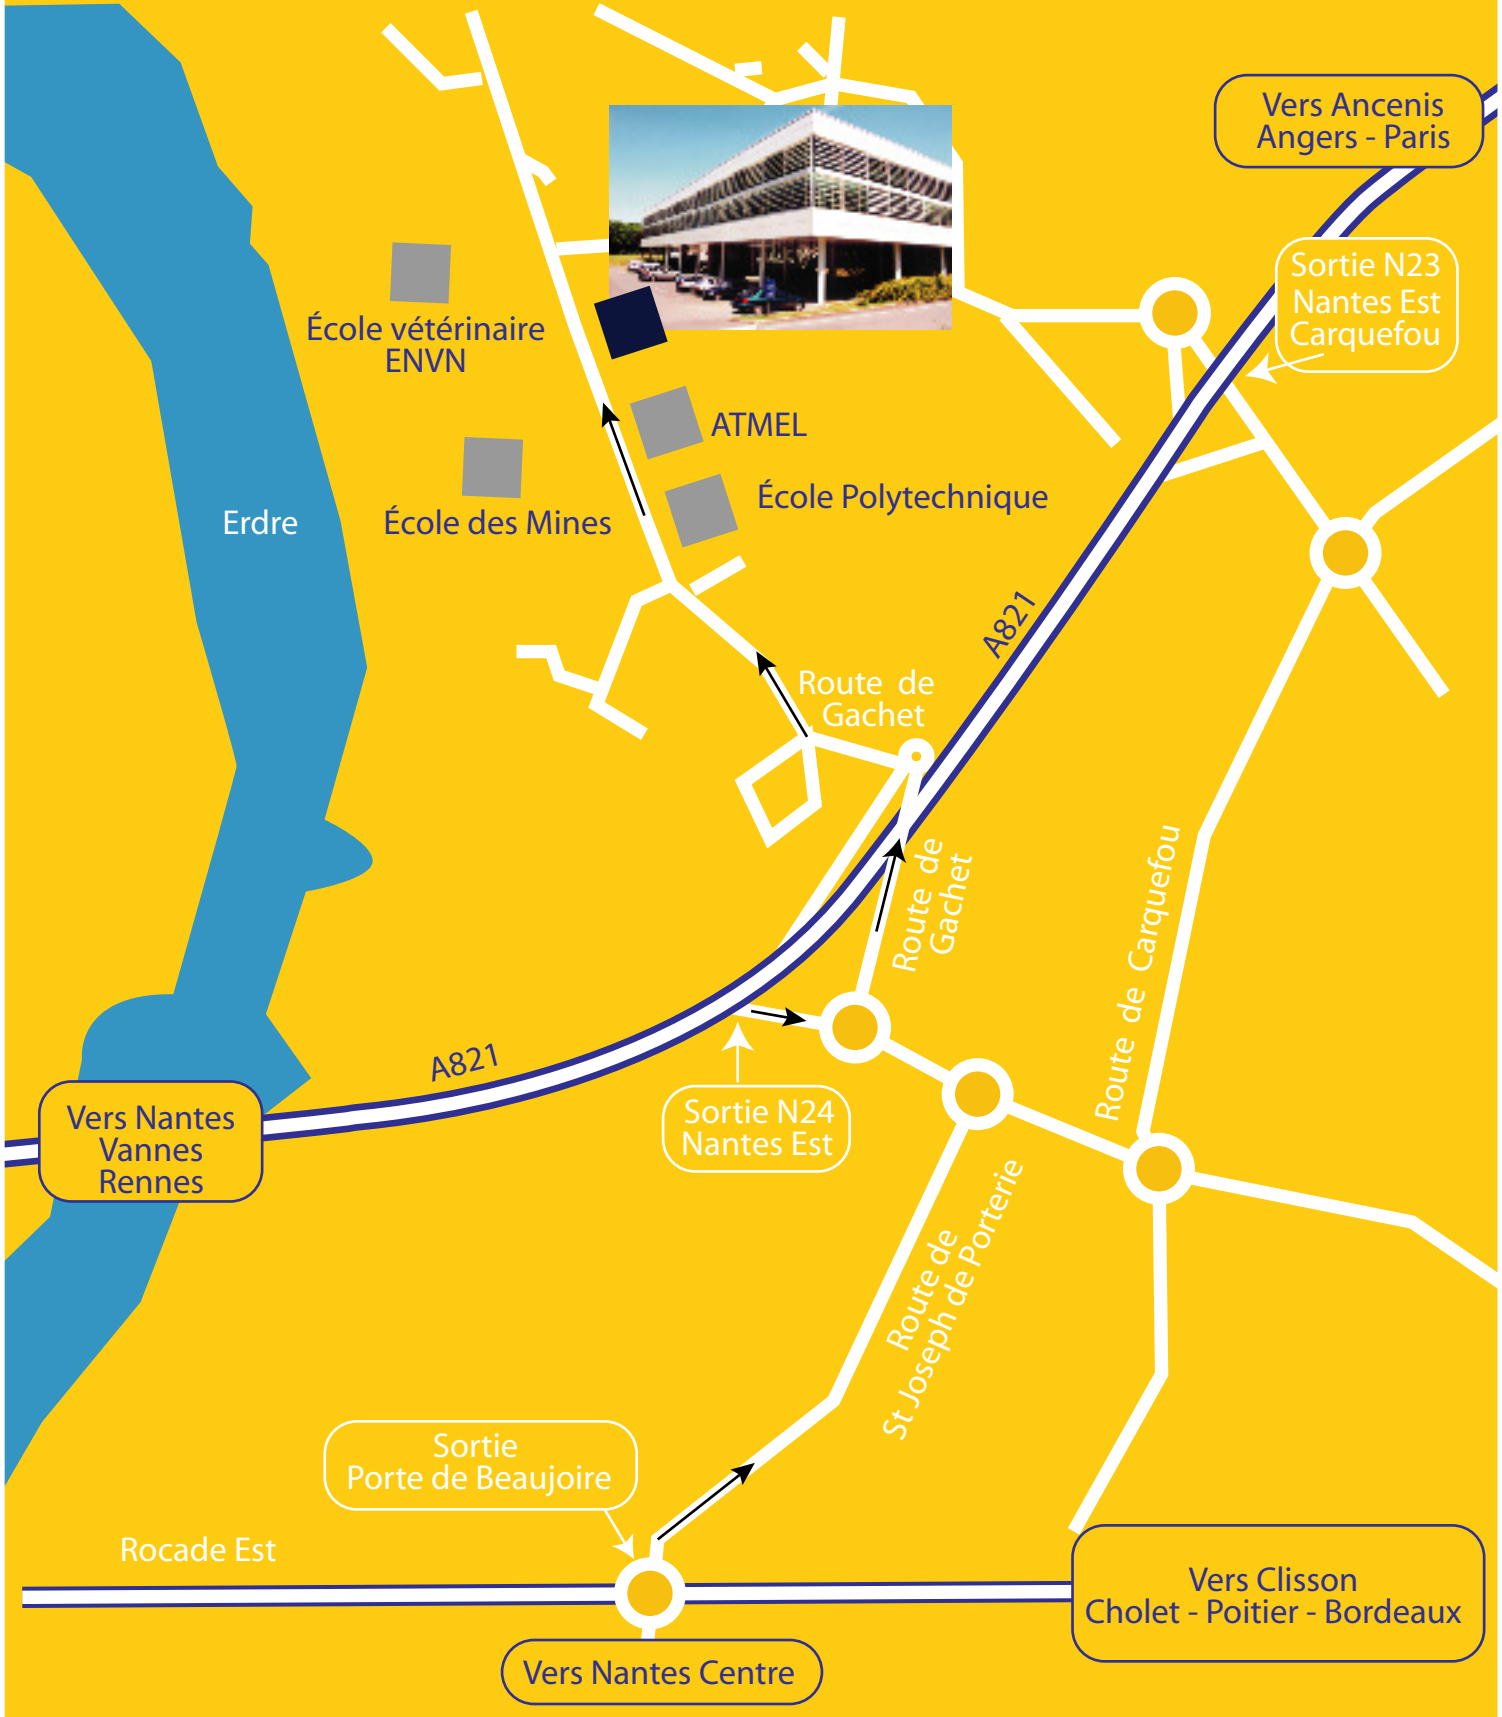 Vers Ancenis
Angers - Paris
Sortie N23
Nantes Est
Carquefou
École vétérinaire
ENVN
ATMEL
École Polytechnique
École des Mines
Erdre
A821
Route de
Gachet
Route de
Gachet
Route de Carquefou
A821
Vers Nantes
Vannes
Rennes
Sortie N24
Nantes Est
Route de
St Joseph de Porterie
Sortie
Porte de Beaujoire
Rocade Est
Vers Clisson
Cholet - Poitier - Bordeaux
Vers Nantes Centre